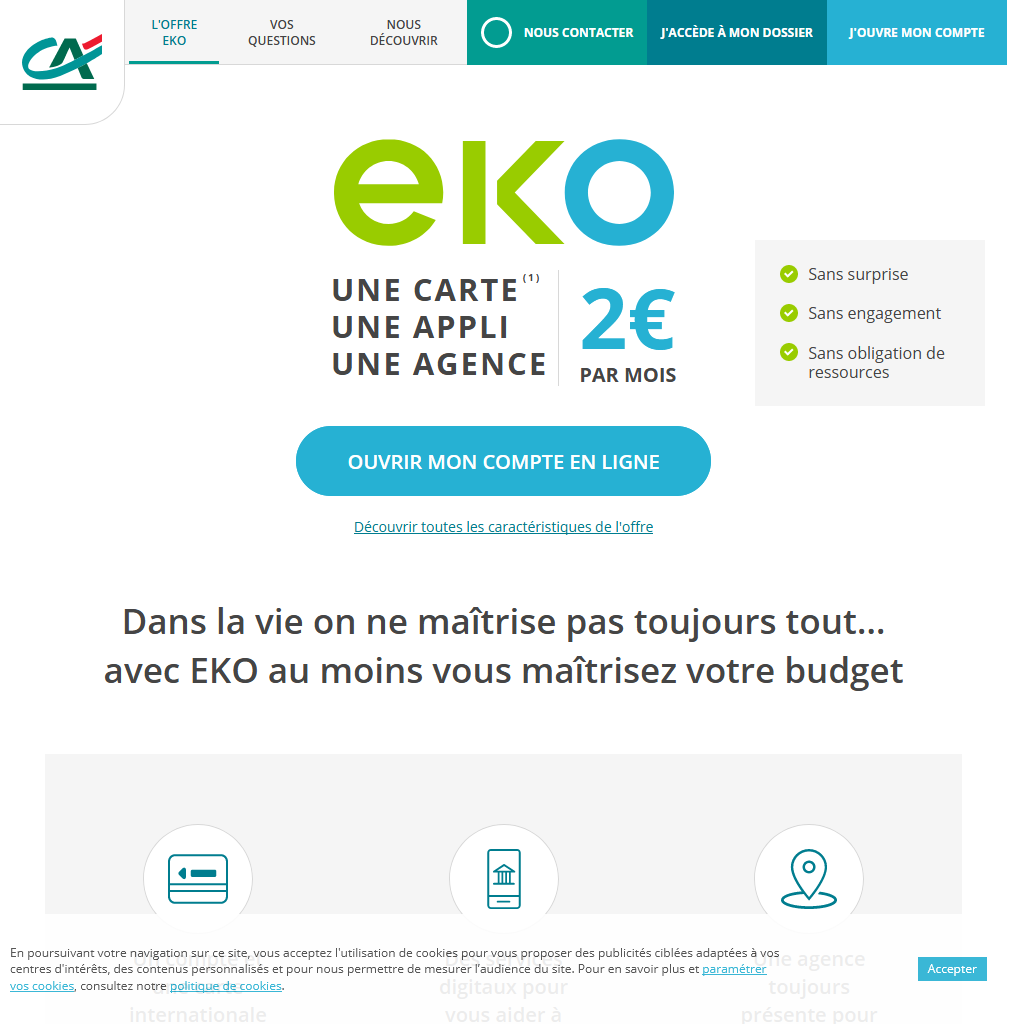 L'OFFRE
EKO
VOS
QUESTIONS
NOUS
DÉCOUVRIR
NOUS CONTACTER
J'ACCÈDE À MON DOSSIER
J'OUVRE MON COMPTE
eko
UNE CARTE (1)
UNE APPLI
UNE AGENCE
2€
PAR MOIS
Sans surprise
Sans engagement
Sans obligation de
ressources
OUVRIR MON COMPTE EN LIGNE
Découvrir toutes les caractéristiques de l'offre
Dans la vie on ne maîtrise pas toujours tout...
avec EKO au moins vous maîtrisez votre budget
En poursuivant votre navigation sur ce site, vous acceptez l'utilisation de cookies pour vous proposer des publicités ciblées adaptées à vos
centres d'intérêts, des contenus personnalisés et pour nous permettre de mesurer l’audience du site. Pour en savoir plus et paramétrer
vos cookies, consultez notre politique de cookies.
Accepter
internationale
digitaux pour
vous aider à
Une agence
toujours
présente pour